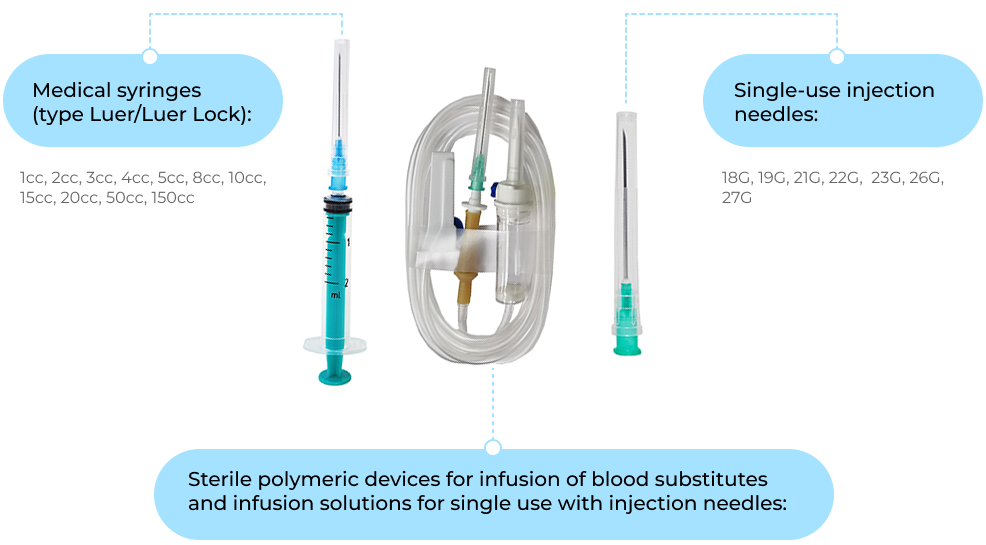 Medical syringes
(type Luer/Luer Lock):
1cc, 2cc, 3cc, 4cc, 5cc, 8cc, 10cc,
15cc, 20cc, 50cc, 150cc
1
2
ml
Single-use injection
needles:
18G, 19G, 21G, 22G, 23G, 26G,
27G
Sterile polymeric devices for infusion of blood substitutes
and infusion solutions for single use with injection needles: